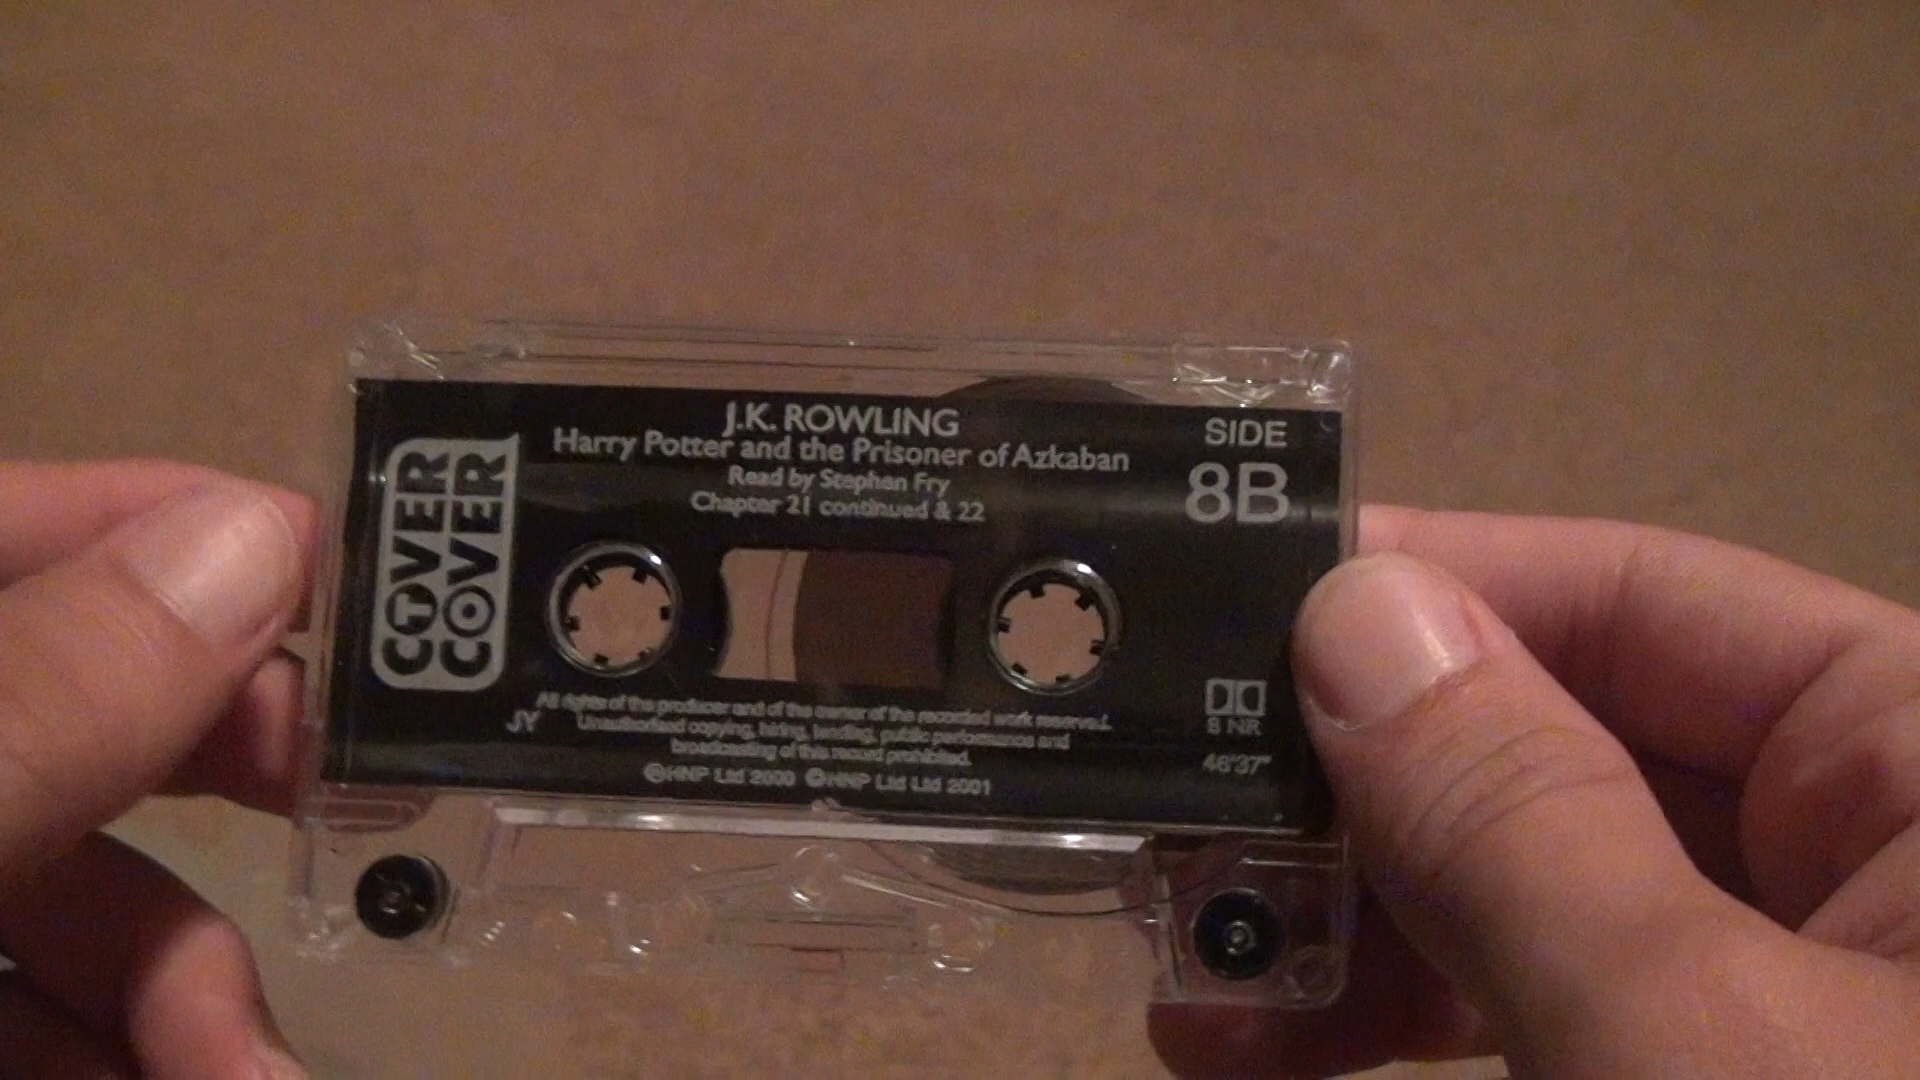 J.K. ROWLING
Harry Potter and the Prisoner of Azkaban
Read by Stephen Fry
Chapter 21 continued & 22
SIDE
8B
COVER
TO
COVER
All rights of the producer and of the owner of the recorded work reserved.
JY
Unauthorised copying, hiring, lending, public performance and
broadcasting of this record prohibited.
ⓅHNP Ltd 2000 ©HNP Ltd Ltd 2001
B NR
46'37"